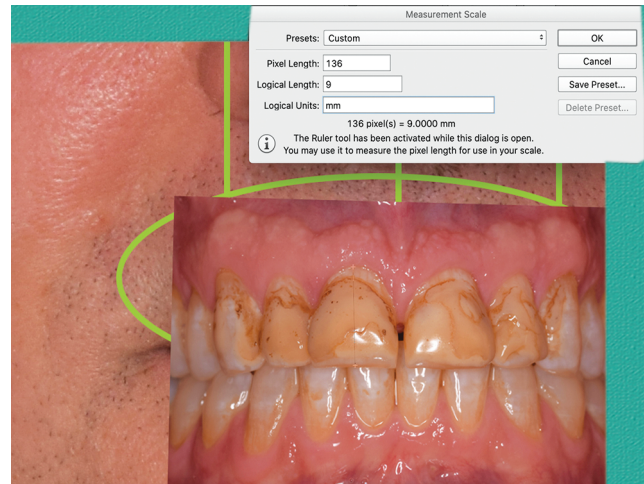 Measurement Scale
Presets: Custom
OK
Pixel Length: 136
Cancel
Logical Length: 9
Save Preset...
Logical Units: mm
Delete Preset...
136 pixel(s) = 9.0000 mm
The Ruler tool has been activated while this dialog is open.
You may use it to measure the pixel length for use in your scale.